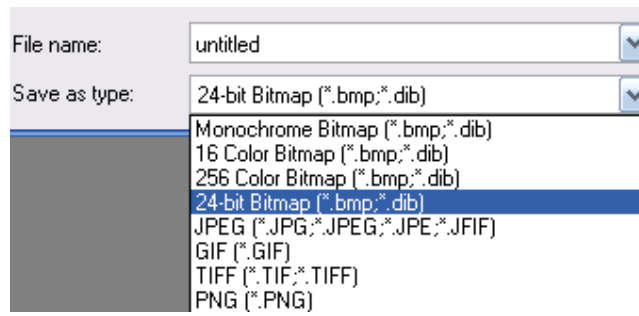 File name: untitled
Save as type: 24-bit Bitmap (*.bmp;*.dib)
Monochrome Bitmap (*.bmp;*.dib)
16 Color Bitmap (*.bmp;*.dib)
256 Color Bitmap (*.bmp;*.dib)
24-bit Bitmap (*.bmp;*.dib)
JPEG (*.JPG;*.JPEG;*.JPE;*.JFIF)
GIF (*.GIF)
TIFF (*.TIF;*.TIFF)
PNG (*.PNG)